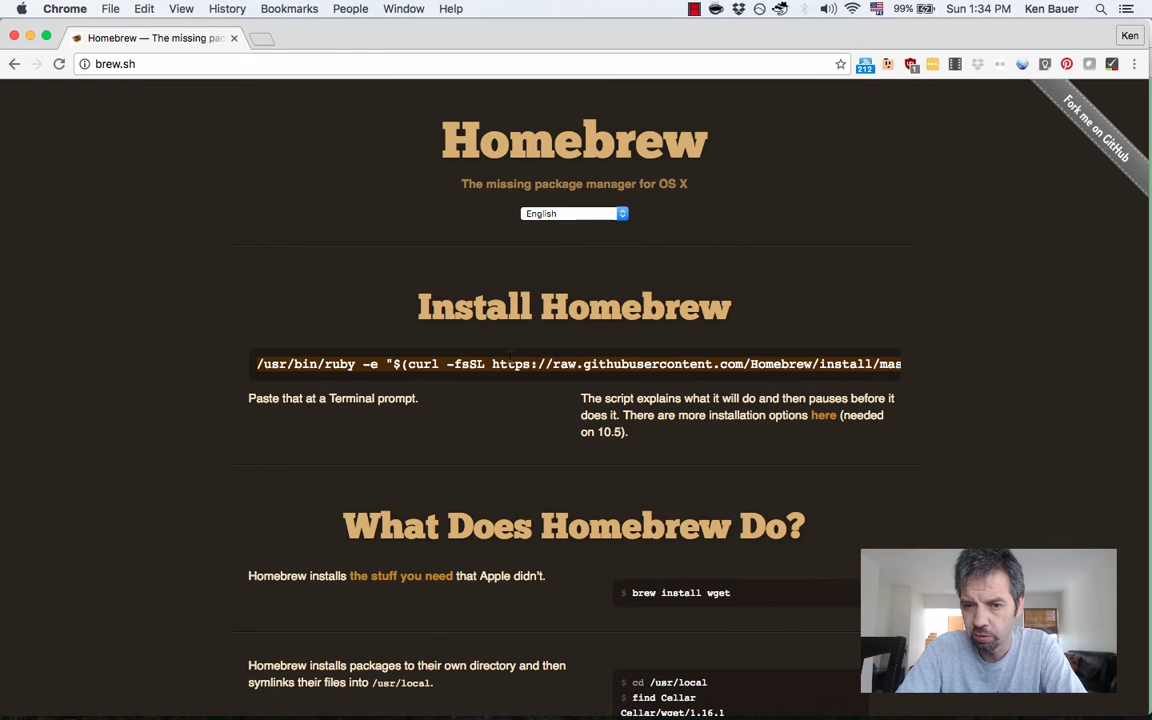 Chrome File Edit View History Bookmarks People Window Help 99% Sun 1:34 PM Ken Bauer
Homebrew — The missing pac Ken
brew.sh
212 1
Fork me on GitHub
Homebrew
The missing package manager for OS X
English
Install Homebrew
/usr/bin/ruby -e "$(curl -fsSL https://raw.githubusercontent.com/Homebrew/install/mas
Paste that at a Terminal prompt.
The script explains what it will do and then pauses before it
does it. There are more installation options here (needed
on 10.5).
What Does Homebrew Do?
Homebrew installs the stuff you need that Apple didn't.
$ brew install wget
Homebrew installs packages to their own directory and then
symlinks their files into /usr/local.
$ cd /usr/local
$ find Cellar
Cellar/wget/1.16.1